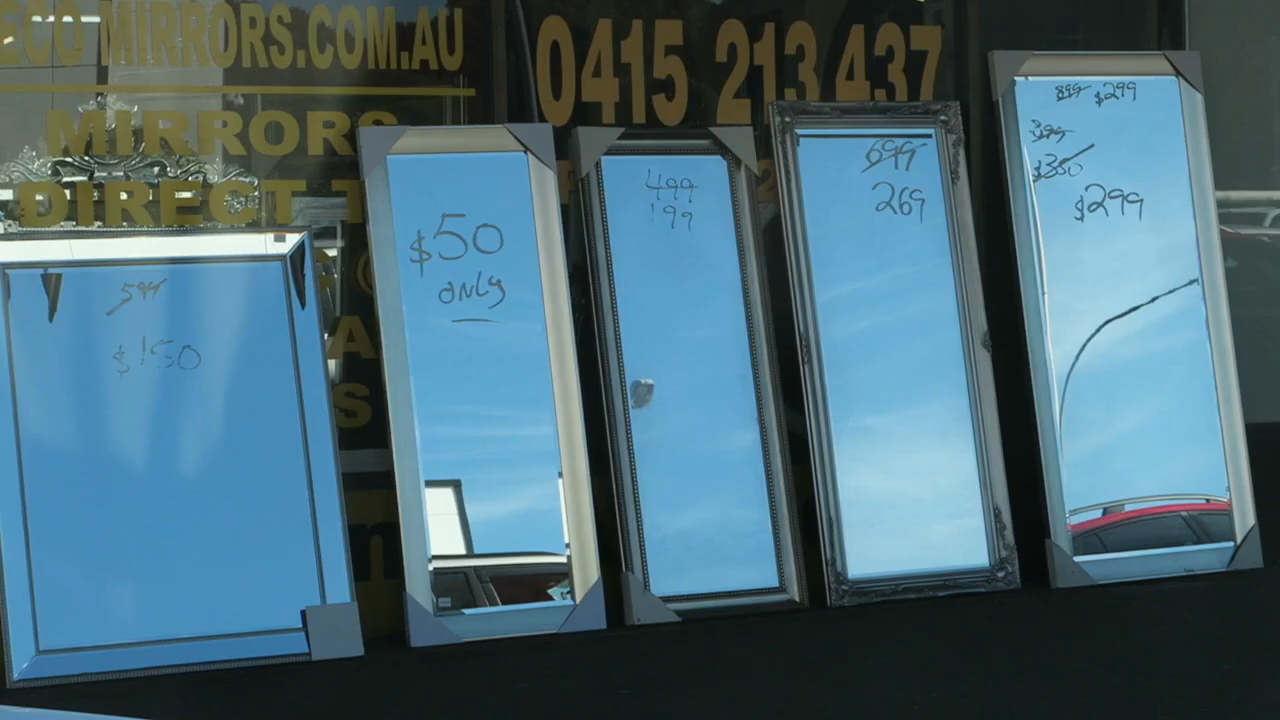 ECO MIRRORS.COM.AU
0415 213 437
MIRRORS
DIRECT T
599
$150
$50
only
499
199
699
269
899 $299
$350
$299